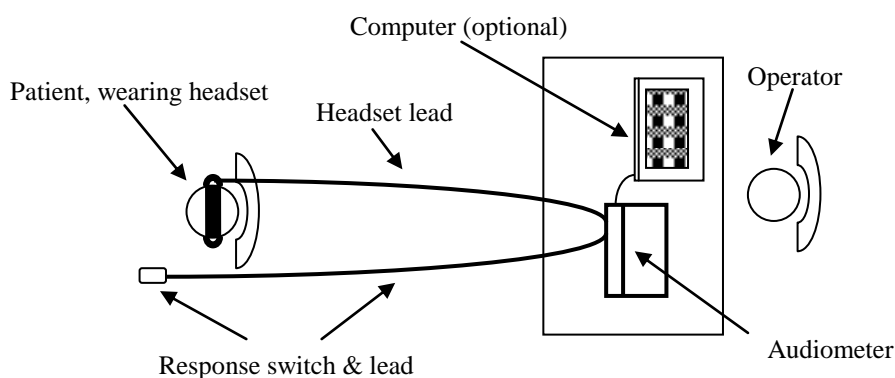 Computer (optional)
Operator
Patient, wearing headset
Headset lead
Audiometer
Response switch & lead